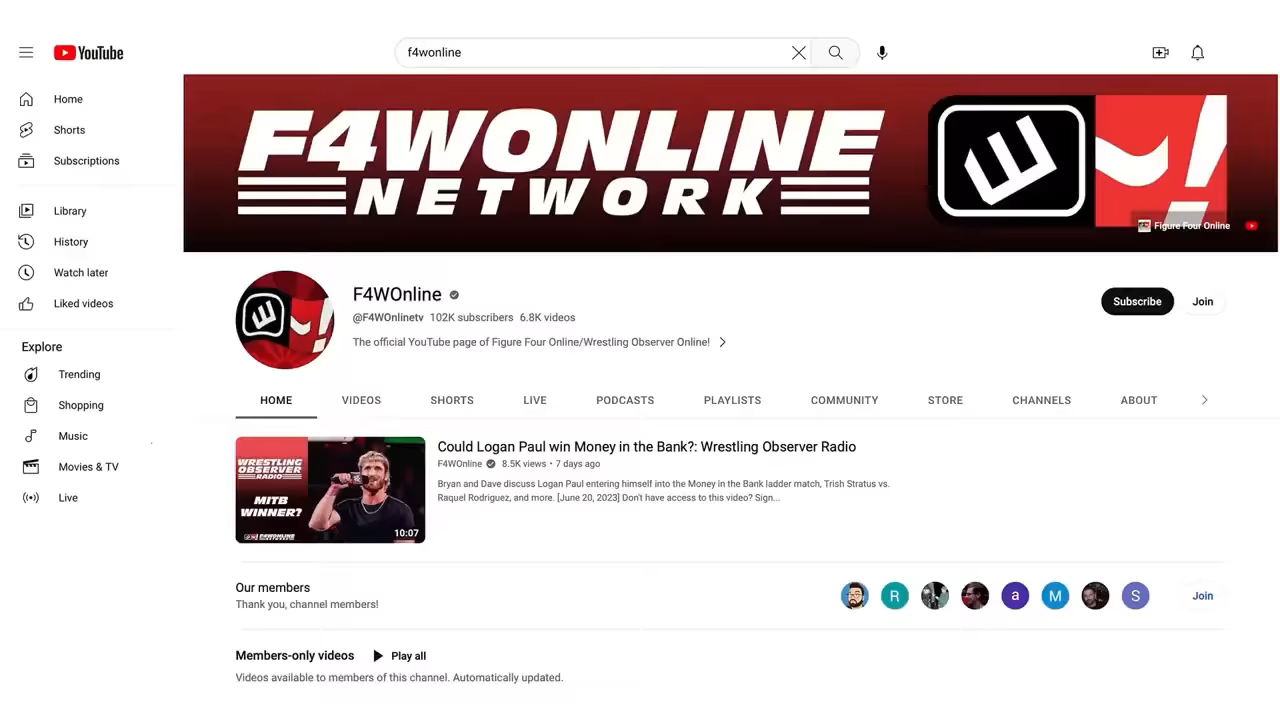 YouTube
f4wonline
Home
Shorts
Subscriptions
Library
History
Watch later
Liked videos
Explore
Trending
Shopping
Music
Movies & TV
Live
F4WONLINE
NETWORK
Figure Four Online
F4WOnline
@F4WOnlinetv 102K subscribers 6.8K videos
The official YouTube page of Figure Four Online/Wrestling Observer Online!
Subscribe
Join
HOME VIDEOS SHORTS LIVE PODCASTS PLAYLISTS COMMUNITY STORE CHANNELS ABOUT
WRESTLING
OBSERVER
RADIO
MITB
WINNER?
F4WONLINE
NETWORK
10:07
Could Logan Paul win Money in the Bank?: Wrestling Observer Radio
F4WOnline 8.5K views • 7 days ago
Bryan and Dave discuss Logan Paul entering himself into the Money in the Bank ladder match, Trish Stratus vs.
Raquel Rodriguez, and more. [June 20, 2023] Don't have access to this video? Sign...
Our members
Thank you, channel members!
R
a
M
S
Join
Members-only videos Play all
Videos available to members of this channel. Automatically updated.